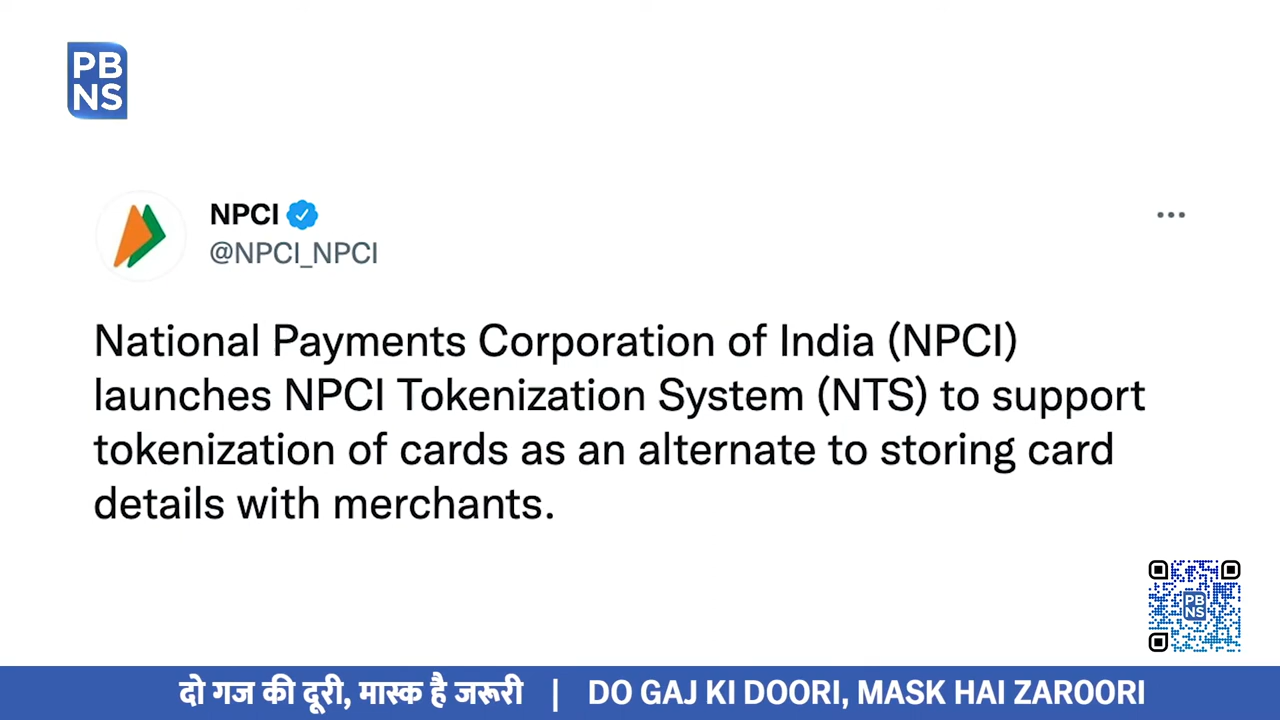 PB
NS
NPCI
@NPCI_NPCI
National Payments Corporation of India (NPCI)
launches NPCI Tokenization System (NTS) to support
tokenization of cards as an alternate to storing card
details with merchants.
PB
NS
दो गज की दूरी, मास्क है जरूरी | DO GAJ KI DOORI, MASK HAI ZAROORI